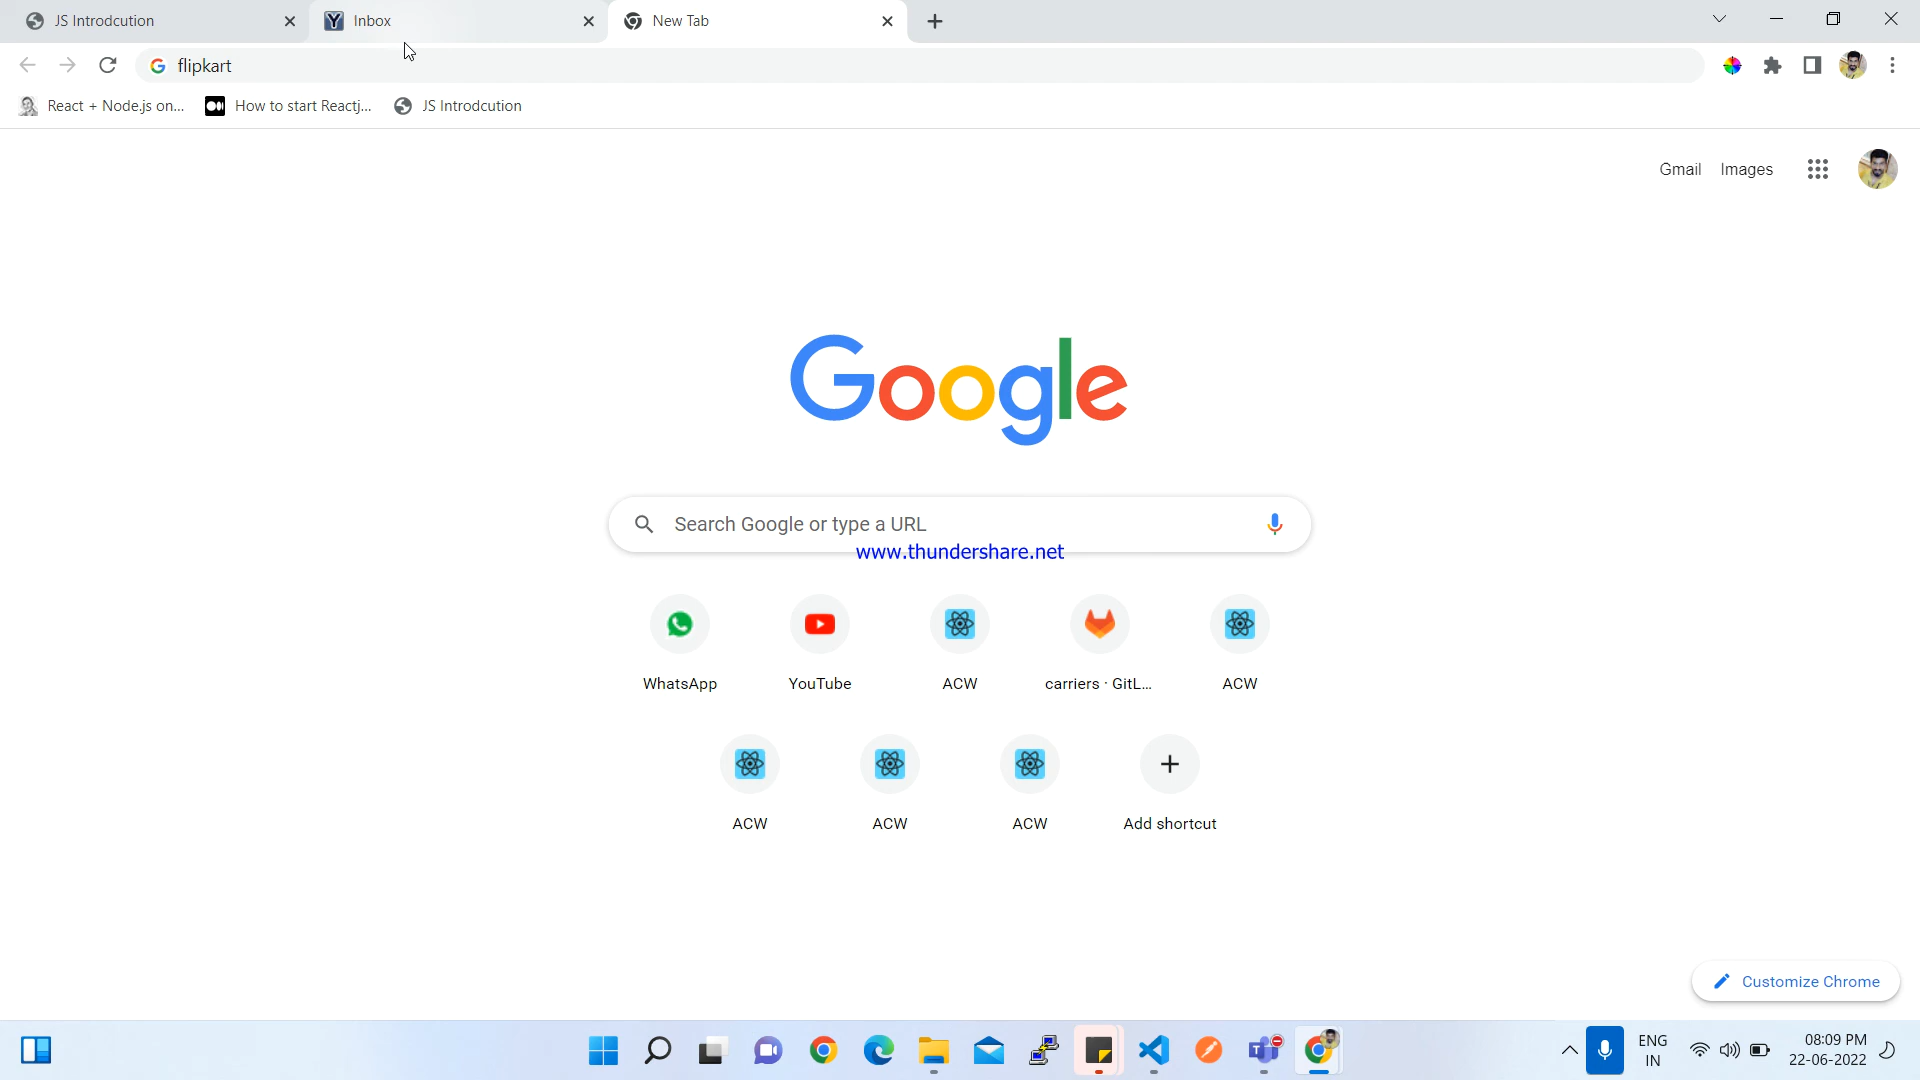 JS Introdcution
Inbox
New Tab
flipkart
React + Node.js on...
How to start Reactj...
JS Introdcution
Gmail
Images
Google
Search Google or type a URL
www.thundershare.net
WhatsApp
YouTube
ACW
carriers · GitL...
ACW
ACW
ACW
ACW
Add shortcut
Customize Chrome
ENG
IN
08:09 PM
22-06-2022